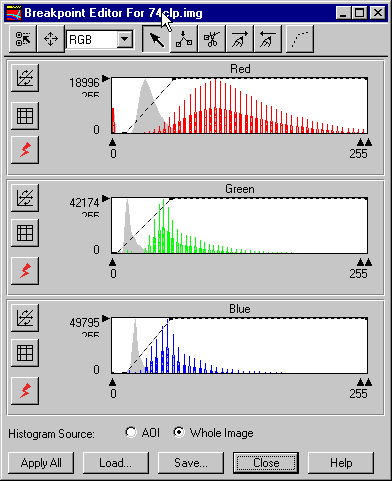 Breakpoint Editor For 74clp.img
RGB
Red
18996
255
0
0 255
Green
42174
255
0
0 255
Blue
49795
255
0
0 255
Histogram Source: AOI Whole Image
Apply All Load... Save... Close Help